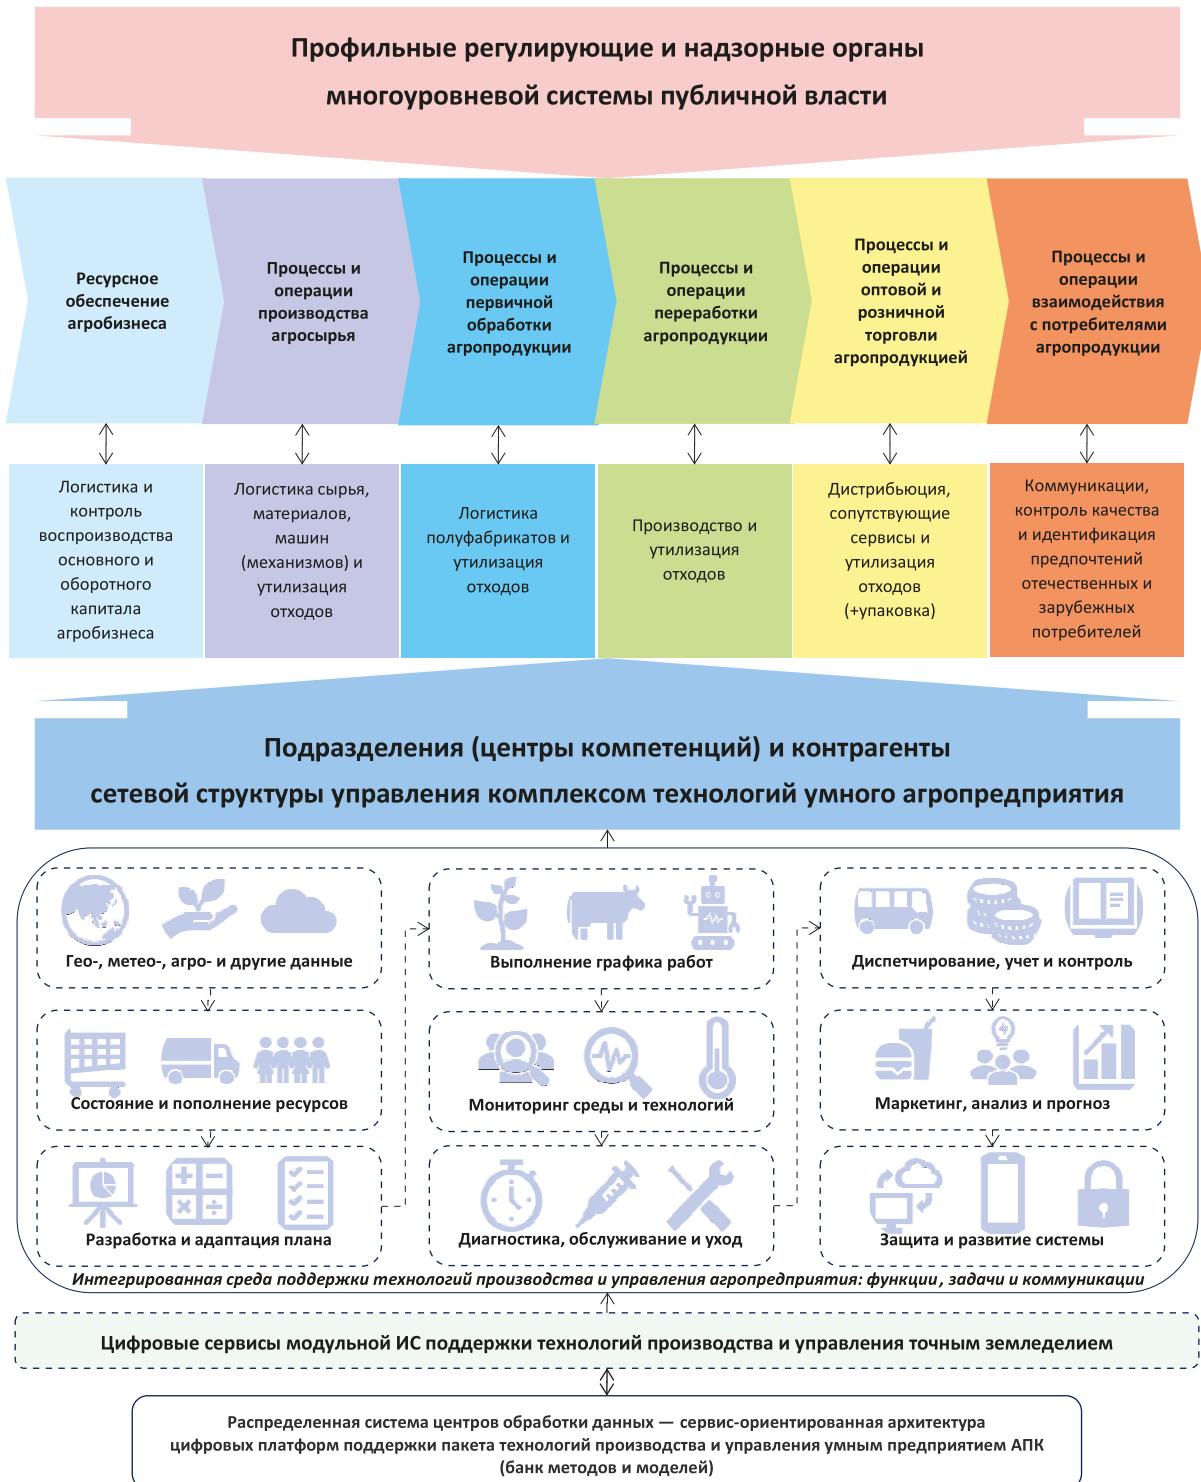 Профильные регулирующие и надзорные органы
многоуровневой системы публичной власти
Ресурсное
обеспечение
агробизнеса
Процессы и
операции
производства
агросырья
Процессы и
операции
первичной
обработки
агропродукции
Процессы и
операции
переработки
агропродукции
Процессы и
операции
оптовой и
розничной
торговли
агропродукцией
Процессы и
операции
взаимодействия
с потребителями
агропродукции
Логистика и
контроль
воспроизводства
основного и
оборотного
капитала
агробизнеса
Логистика сырья,
материалов,
машин
(механизмов) и
утилизация
отходов
Логистика
полуфабрикатов и
утилизация
отходов
Производство и
утилизация
отходов
Дистрибьюция,
сопутствующие
сервисы и
утилизация
отходов
(+упаковка)
Коммуникации,
контроль качества
и идентификация
предпочтений
отечественных и
зарубежных
потребителей
Подразделения (центры компетенций) и контрагенты
сетевой структуры управления комплексом технологий умного агропредприятия
Гео-, метео-, агро- и другие данные
Выполнение графика работ
Диспетчирование, учет и контроль
Состояние и пополнение ресурсов
Мониторинг среды и технологий
Маркетинг, анализ и прогноз
Разработка и адаптация плана
Диагностика, обслуживание и уход
Защита и развитие системы
Интегрированная среда поддержки технологий производства и управления агропредприятия: функции, задачи и коммуникации
Цифровые сервисы модульной ИС поддержки технологий производства и управления точным земледелием
Распределенная система центров обработки данных — сервис-ориентированная архитектура
цифровых платформ поддержки пакета технологий производства и управления умным предприятием АПК
(банк методов и моделей)